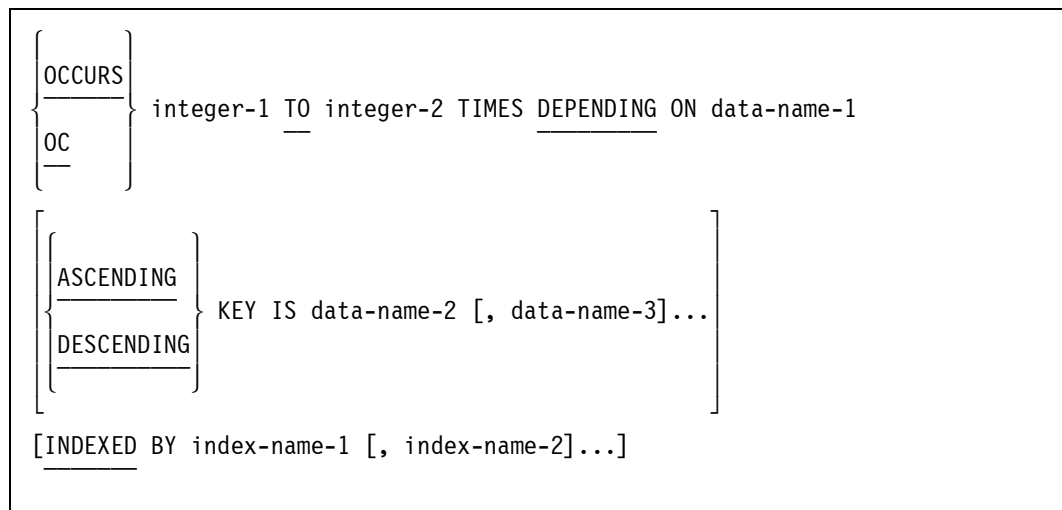 OCCURS
integer-1 TO integer-2 TIMES DEPENDING ON data-name-1
OC
ASCENDING
KEY IS data-name-2 [, data-name-3]...
DESCENDING
[INDEXED BY index-name-1 [, index-name-2]...]